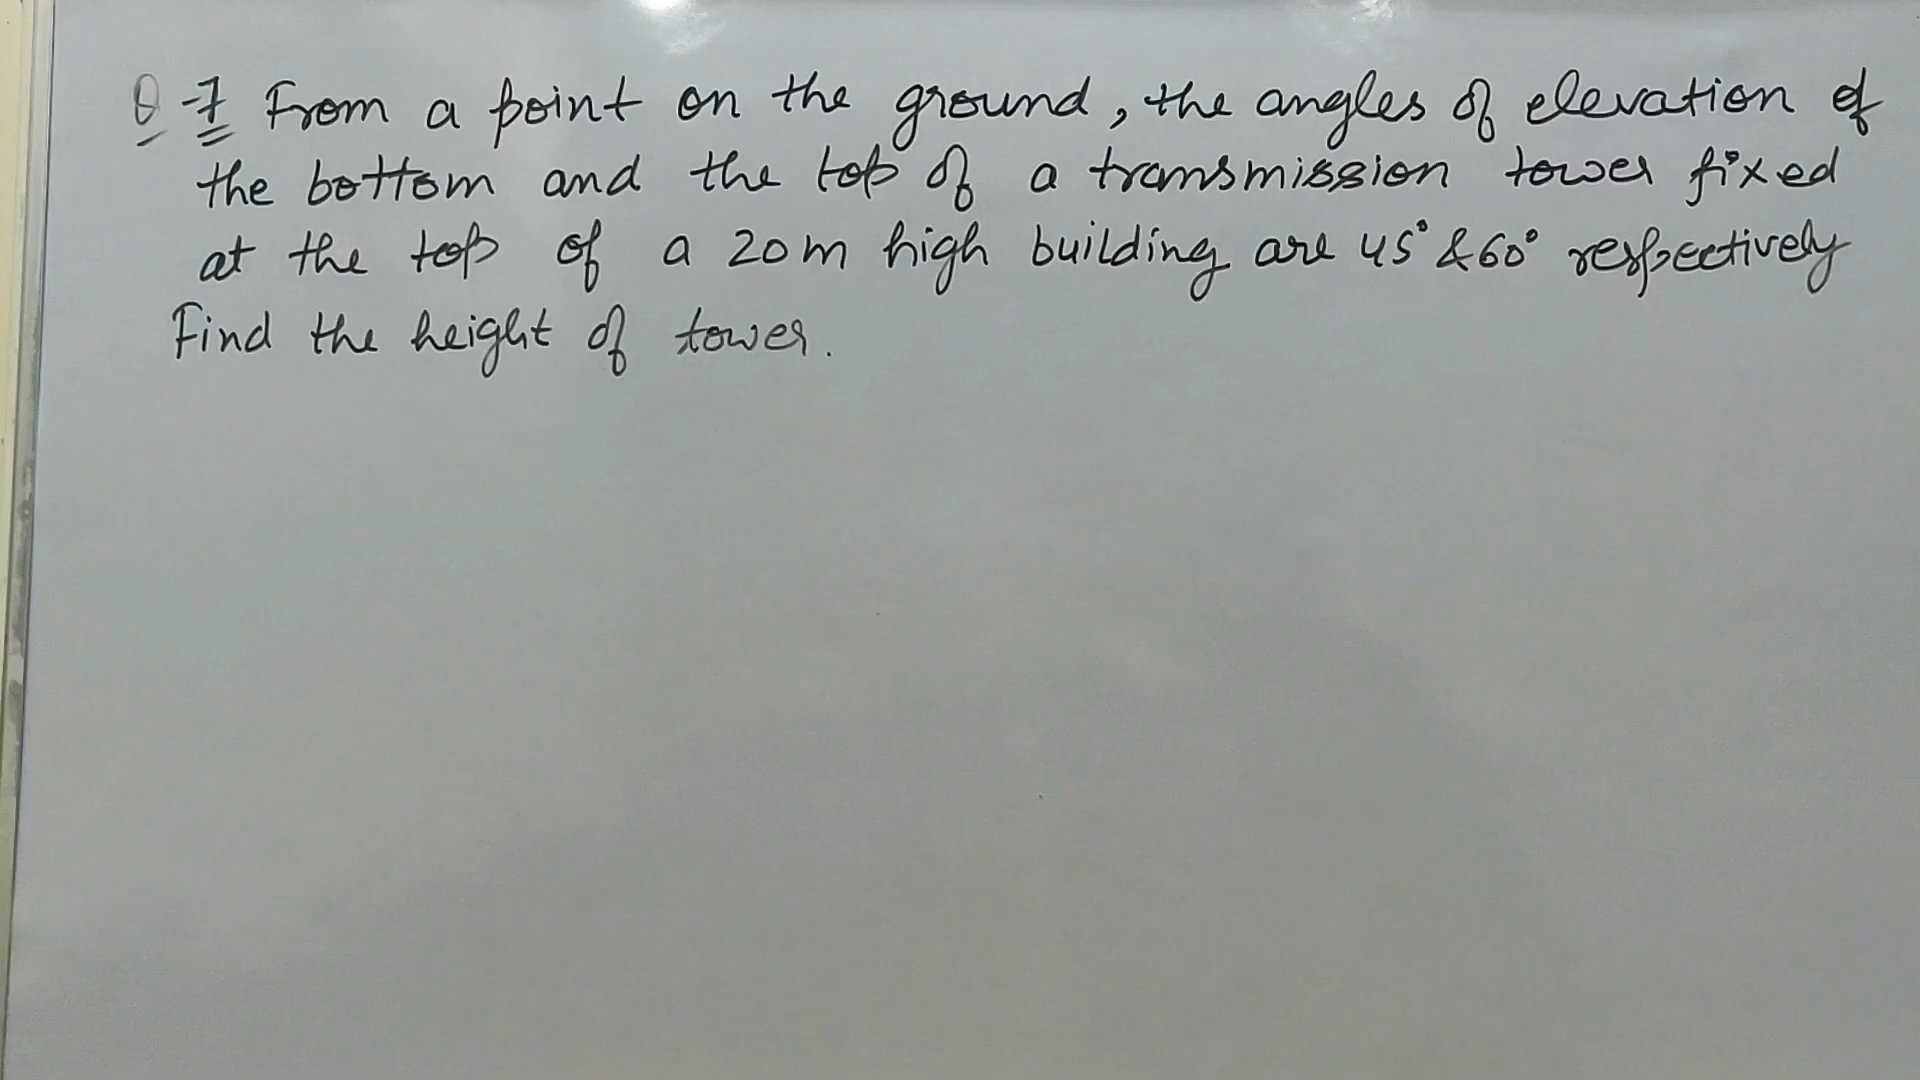 Q-7 From a point on the ground, the angles of elevation of
the bottom and the top of a transmission tower fixed
at the top of a 20m high building are 45° & 60° respectively
Find the height of tower.